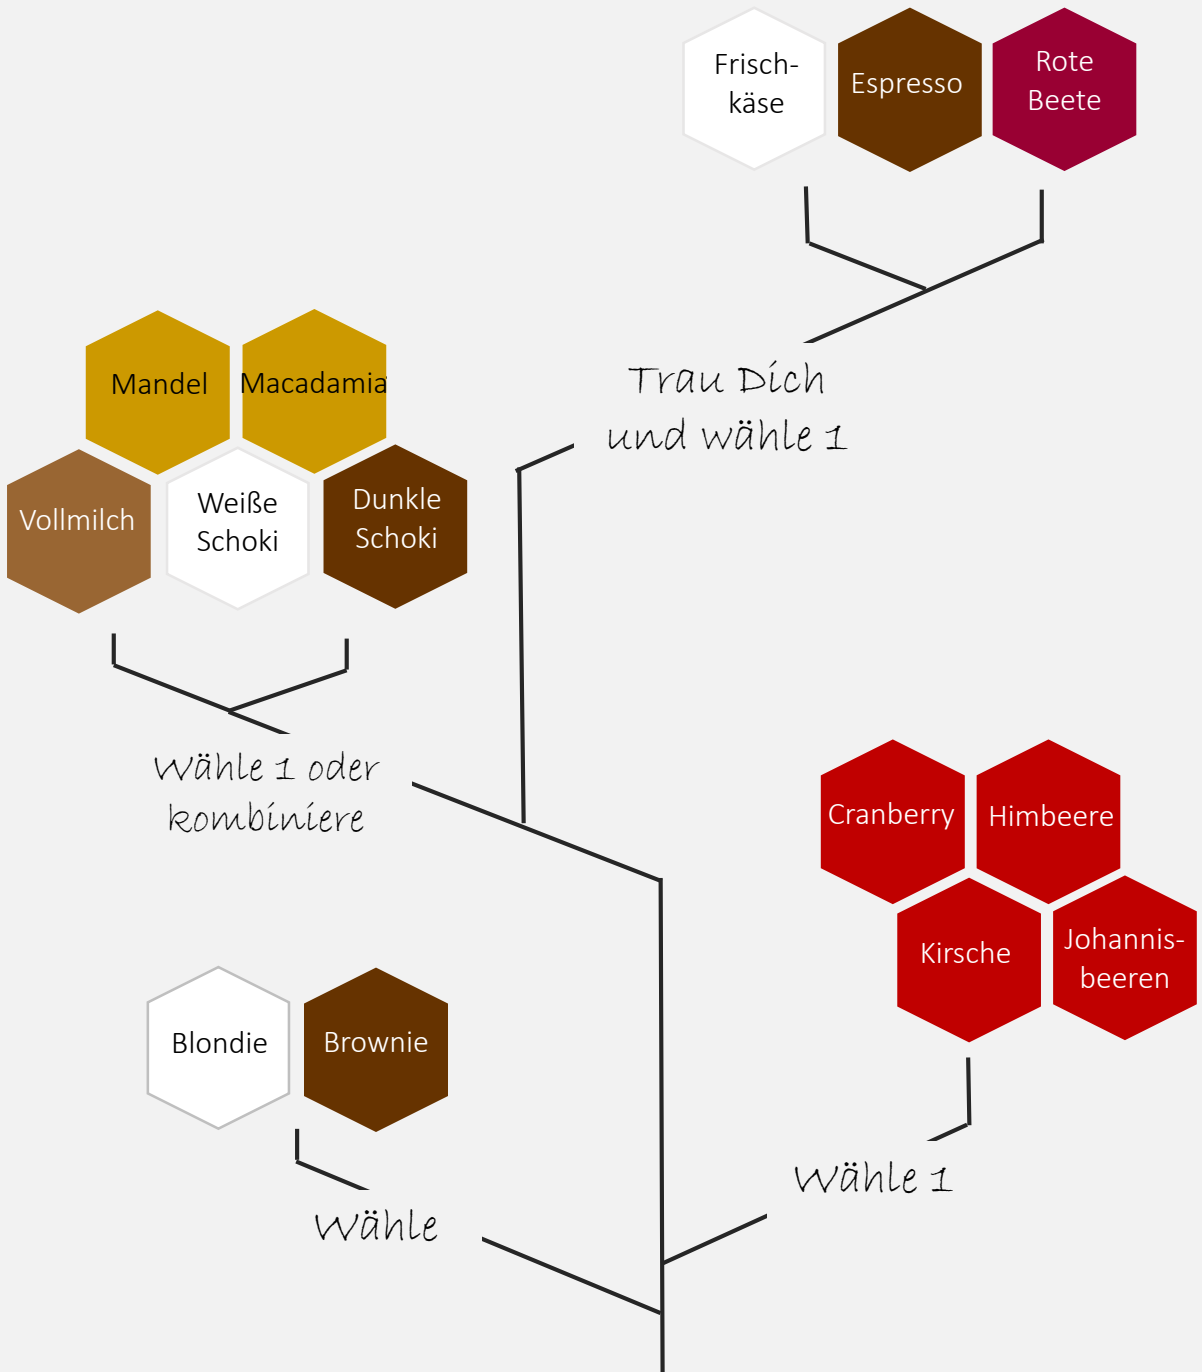 Frisch-
käse
Espresso
Rote
Beete
Trau Dich
und wähle 1
Mandel
Macadamia
Vollmilch
Weiße
Schoki
Dunkle
Schoki
Wähle 1 oder
kombiniere
Cranberry
Himbeere
Kirsche
Johannis-
beeren
Blondie
Brownie
Wähle 1
Wähle